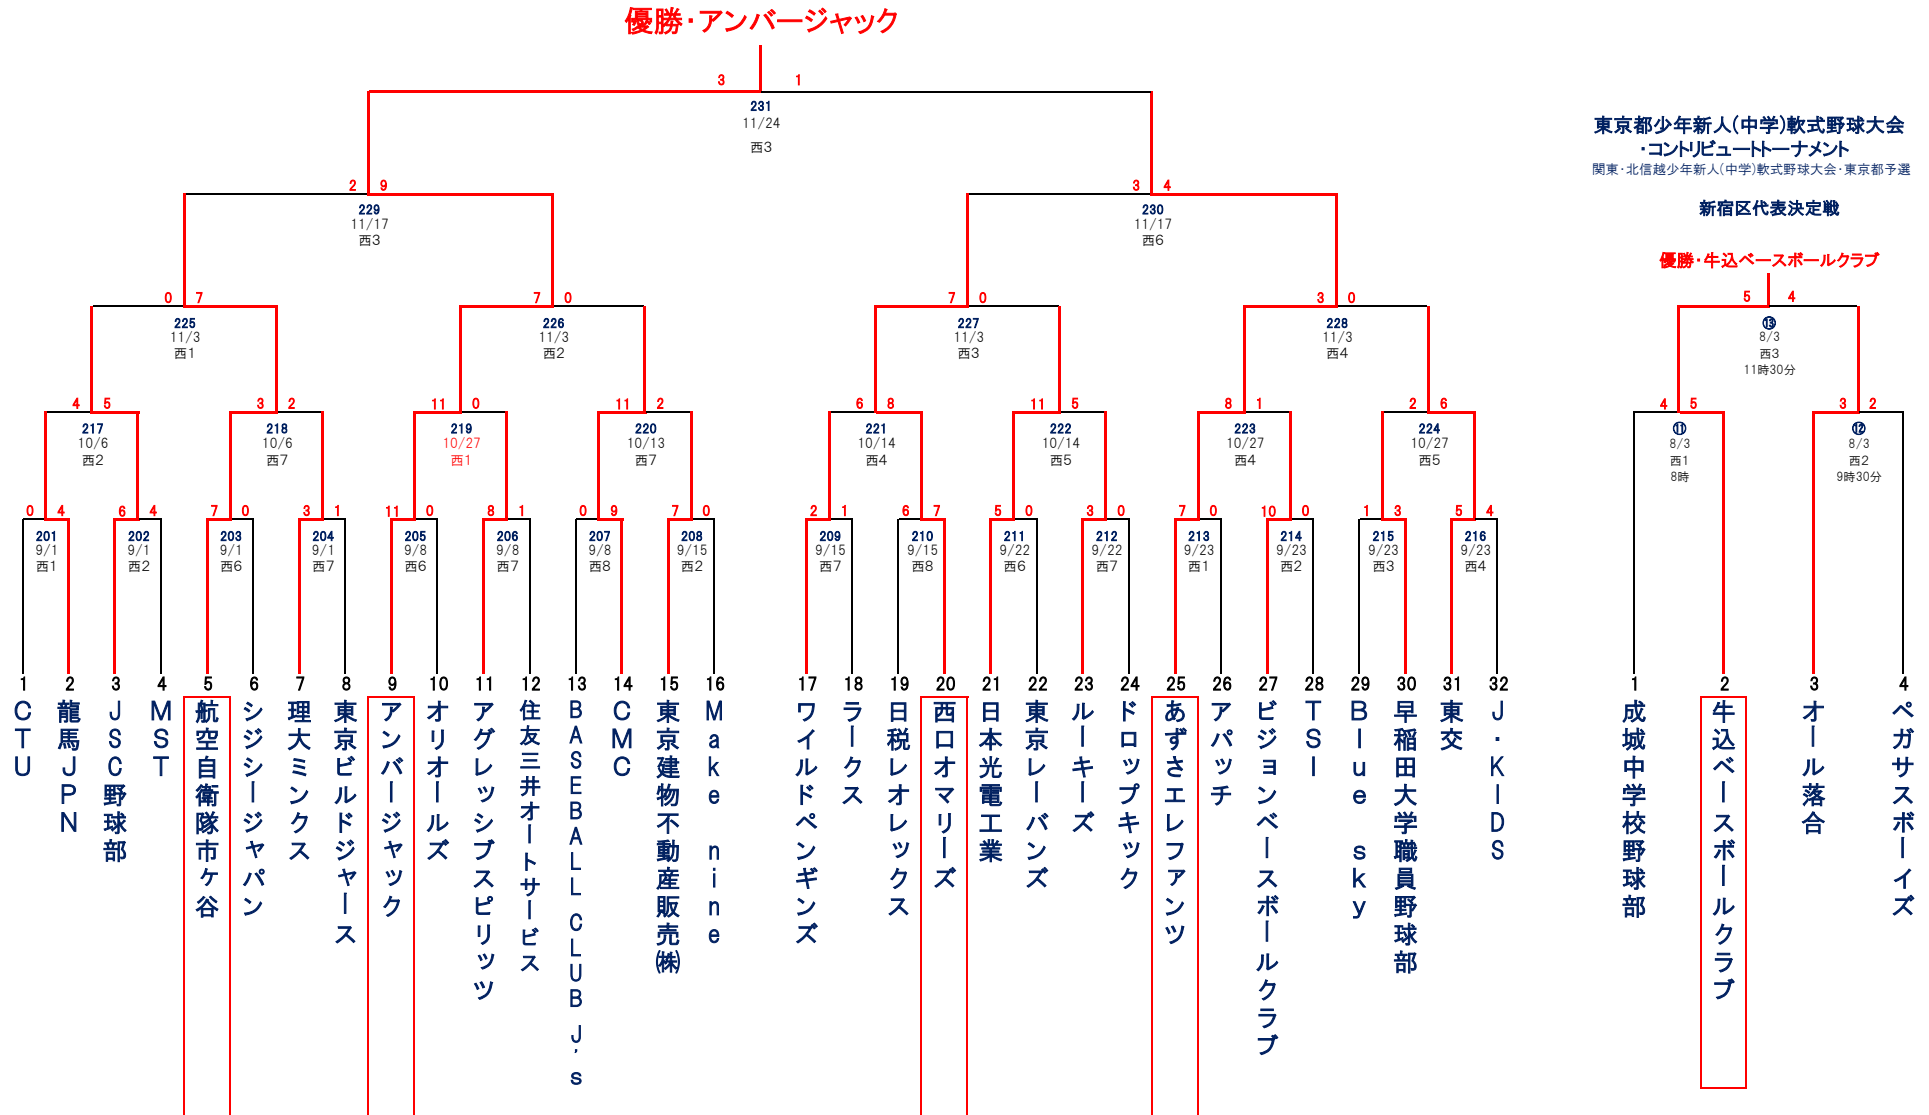 優勝・アンバージャック
3 1
231
11/24
西3
東京都少年新人(中学)軟式野球大会
・コントリビュートトーナメント
関東・北信越少年新人(中学)軟式野球大会・東京都予選
新宿区代表決定戦
2 9 3 4
229 230
11/17 11/17
西3 西6
優勝・牛込ベースボールクラブ
0 7 7 0 7 0 3 0 5 4
225 226 227 228 ⑬
11/3 11/3 11/3 11/3 8/3
西1 西2 西3 西4 西3
11時30分
4 5 3 2 11 0 11 2 6 8 11 5 8 1 2 6 4 5 3 2
217 218 219 220 221 222 223 224 ⑪ ⑫
10/6 10/6 10/27 10/13 10/14 10/14 10/27 10/27 8/3 8/3
西2 西7 西1 西7 西4 西5 西4 西5 西1 西2
8時 9時30分
0 4 6 4 7 0 3 1 11 0 8 1 0 9 7 0 2 1 6 7 5 0 3 0 7 0 10 0 1 3 5 4
201 202 203 204 205 206 207 208 209 210 211 212 213 214 215 216
9/1 9/1 9/1 9/1 9/8 9/8 9/8 9/15 9/15 9/15 9/22 9/22 9/23 9/23 9/23 9/23
西1 西2 西6 西7 西6 西7 西8 西2 西7 西8 西6 西7 西1 西2 西3 西4
1 2 3 4 5 6 7 8 9 10 11 12 13 14 15 16 17 18 19 20 21 22 23 24 25 26 27 28 29 30 31 32 1 2 3 4
CTU
龍馬JPN
JSC野球部
MST
航空自衛隊市ヶ谷
シジシージャパン
理大ミンクス
東京ビルドジャース
アンバージャック
オリオールズ
アグレッシブスピリッツ
住友三井オートサービス
BASEBALL CLUB J's
CMC
東京建物不動産販売㈱
Make nine
ワイルドペンギンズ
ラークス
日税レオレックス
西口オマリーズ
日本光電工業
東京レーバンズ
ルーキーズ
ドロップキック
あずさエレファンツ
アパッチ
ビジョンベースボールクラブ
TSI
Blue sky
早稲田大学職員野球部
東交
J・KIDS
成城中学校野球部
牛込ベースボールクラブ
オール落合
ペガサスボーイズ